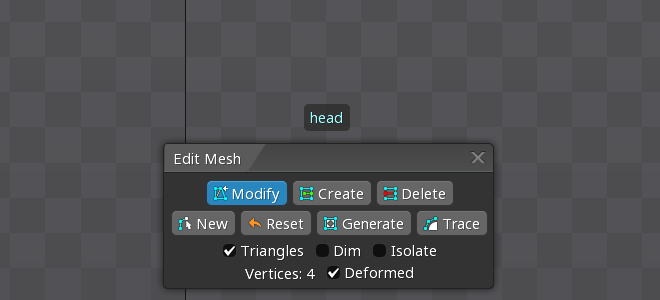 head
Edit Mesh
Modify Create Delete
New Reset Generate Trace
Triangles Dim Isolate
Vertices: 4 Deformed